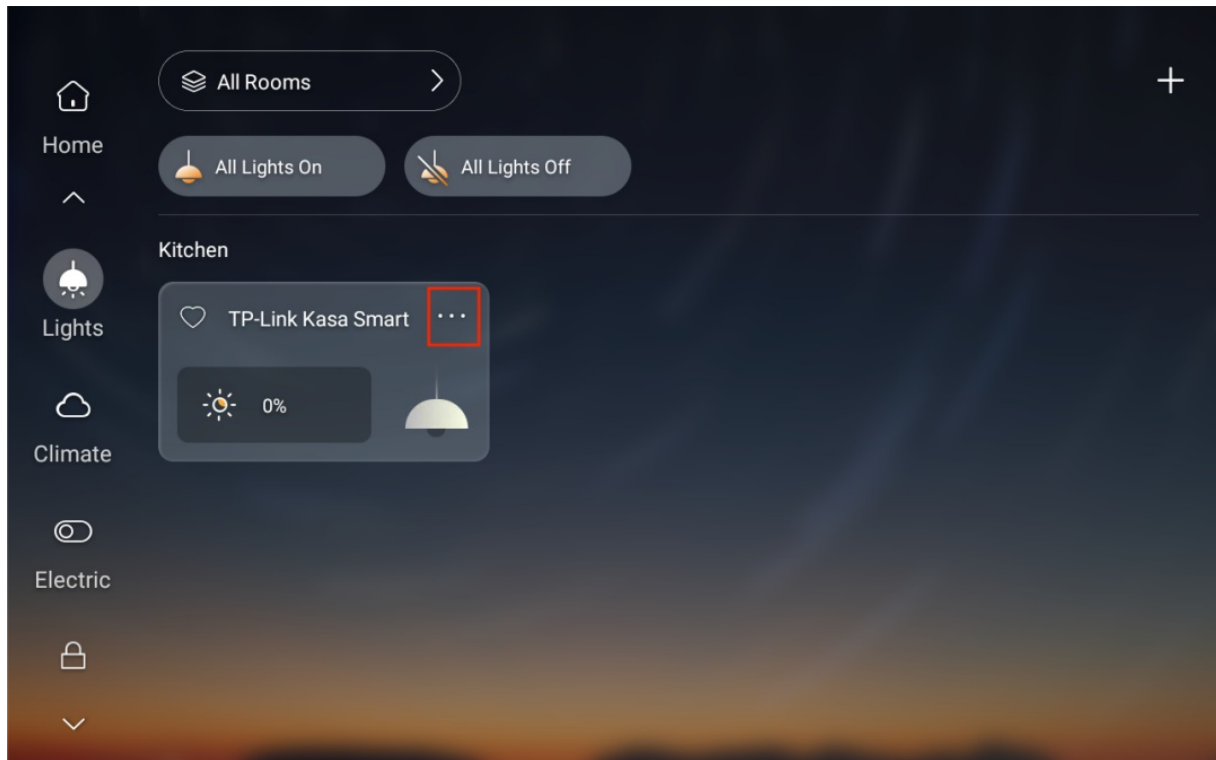 All Rooms
Home
All Lights On
All Lights Off
Kitchen
Lights
TP-Link Kasa Smart
0%
Climate
Electric